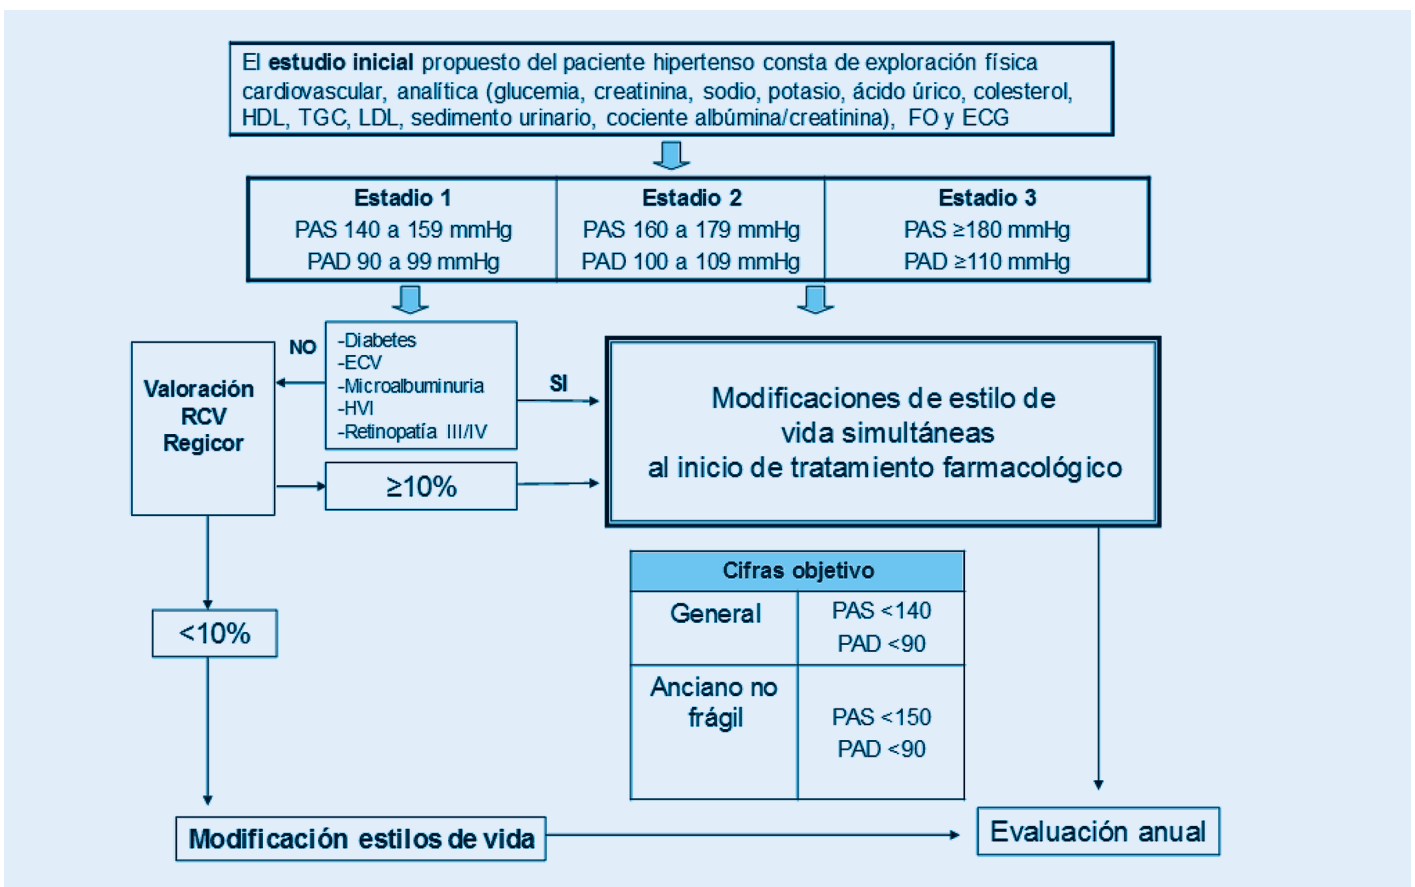 El estudio inicial propuesto del paciente hipertenso consta de exploración física
cardiovascular, analítica (glucemia, creatinina, sodio, potasio, ácido úrico, colesterol,
HDL, TGC, LDL, sedimento urinario, cociente albúmina/creatinina), FO y ECG
Estadio 1
PAS 140 a 159 mmHg
PAD 90 a 99 mmHg
Estadio 2
PAS 160 a 179 mmHg
PAD 100 a 109 mmHg
Estadio 3
PAS ≥180 mmHg
PAD ≥110 mmHg
-Diabetes
-ECV
-Microalbuminuria
-HVI
-Retinopatía III/IV
NO
SI
Valoración
RCV
Regicor
≥10%
<10%
Modificaciones de estilo de
vida simultáneas
al inicio de tratamiento farmacológico
Cifras objetivo
General
PAS <140
PAD <90
Anciano no
frágil
PAS <150
PAD <90
Modificación estilos de vida
Evaluación anual